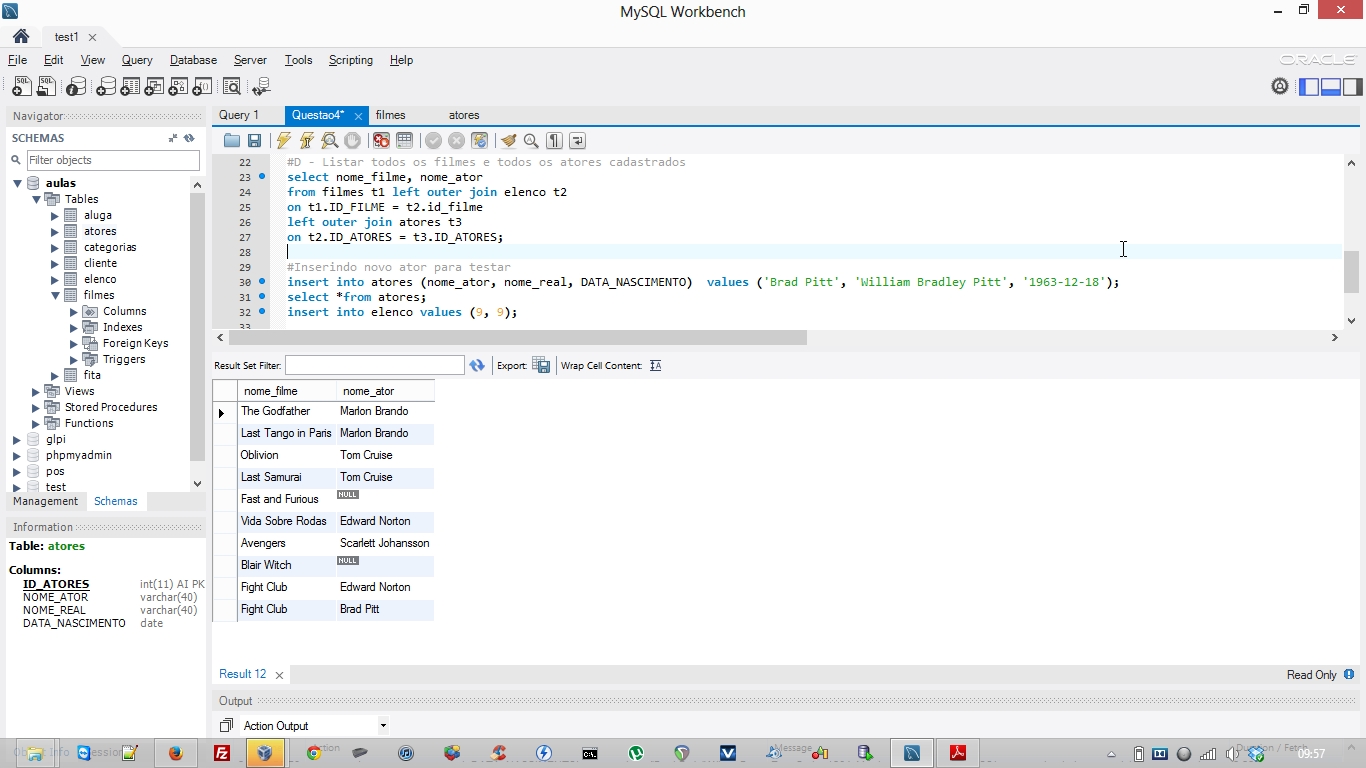 MySQL Workbench
test1
File Edit View Query Database Server Tools Scripting Help
ORACLE
Navigator
SCHEMAS
Filter objects
aulas
Tables
aluga
atores
categorias
cliente
elenco
filmes
Columns
Indexes
Foreign Keys
Triggers
fita
Views
Stored Procedures
Functions
glpi
phpmyadmin
pos
test
Management Schemas
Information
Table: atores
Columns:
ID_ATORES int(11) AI PK
NOME_ATOR varchar(40)
NOME_REAL varchar(40)
DATA_NASCIMENTO date
Query 1 Questao4* filmes atores
22 #D - Listar todos os filmes e todos os atores cadastrados
23 select nome_filme, nome_ator
24 from filmes t1 left outer join elenco t2
25 on t1.ID_FILME = t2.id_filme
26 left outer join atores t3
27 on t2.ID_ATORES = t3.ID_ATORES;
28
29 #Inserindo novo ator para testar
30 insert into atores (nome_ator, nome_real, DATA_NASCIMENTO)  values ('Brad Pitt', 'William Bradley Pitt', '1963-12-18');
31 select *from atores;
32 insert into elenco values (9, 9);
33
Result Set Filter: Export: Wrap Cell Content:
nome_filme nome_ator
The Godfather Marlon Brando
Last Tango in Paris Marlon Brando
Oblivion Tom Cruise
Last Samurai Tom Cruise
Fast and Furious NULL
Vida Sobre Rodas Edward Norton
Avengers Scarlett Johansson
Blair Witch NULL
Fight Club Edward Norton
Fight Club Brad Pitt
Result 12
Read Only
Output
Action Output
Message
Duration / Fetch
09:57